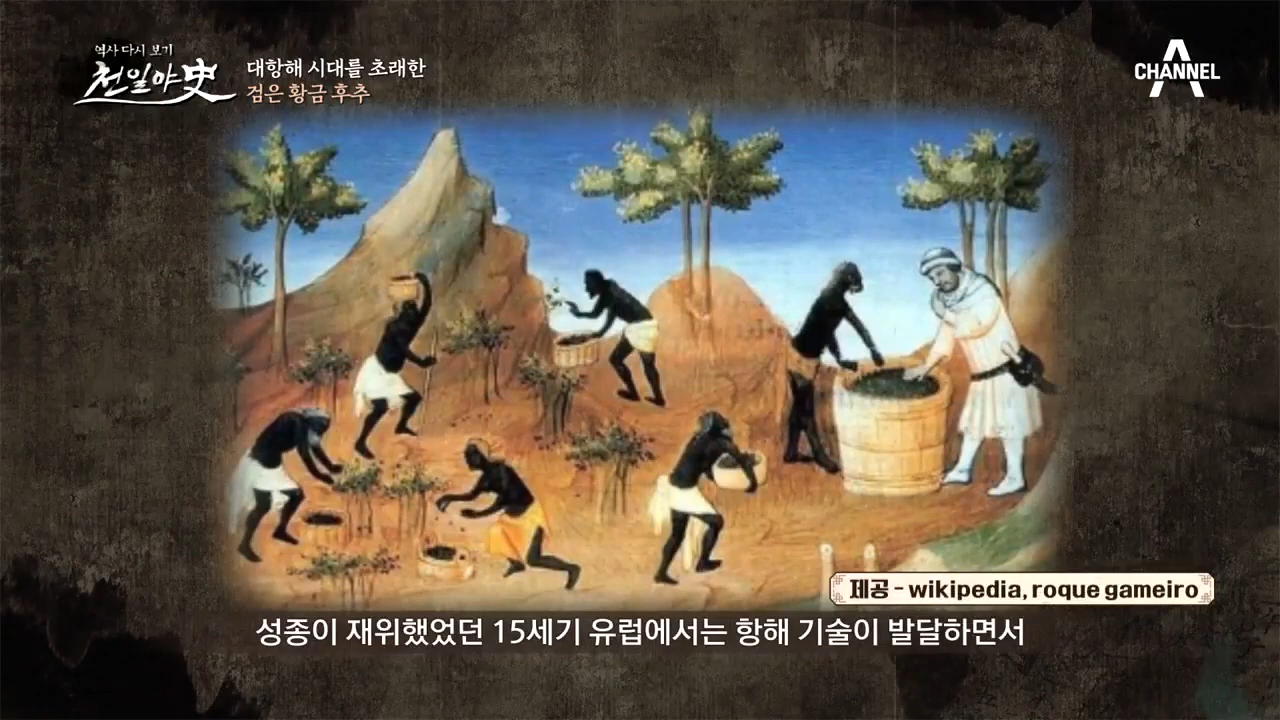 역사 다시 보기
천일야史
대항해 시대를 초래한
검은 황금 후추
CHANNEL A
제공 - wikipedia, roque gameiro
성종이 재위했었던 15세기 유럽에서는 항해 기술이 발달하면서